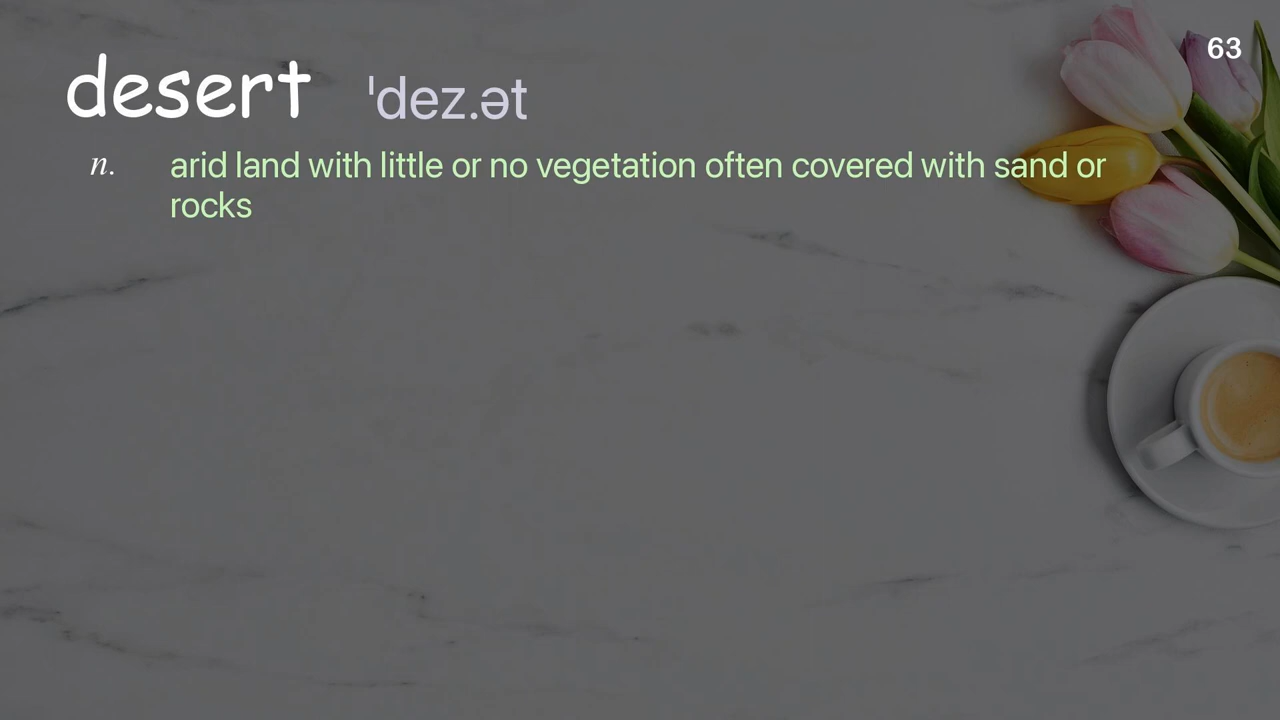 63
desert ˈdez.ət
n. arid land with little or no vegetation often covered with sand or
rocks